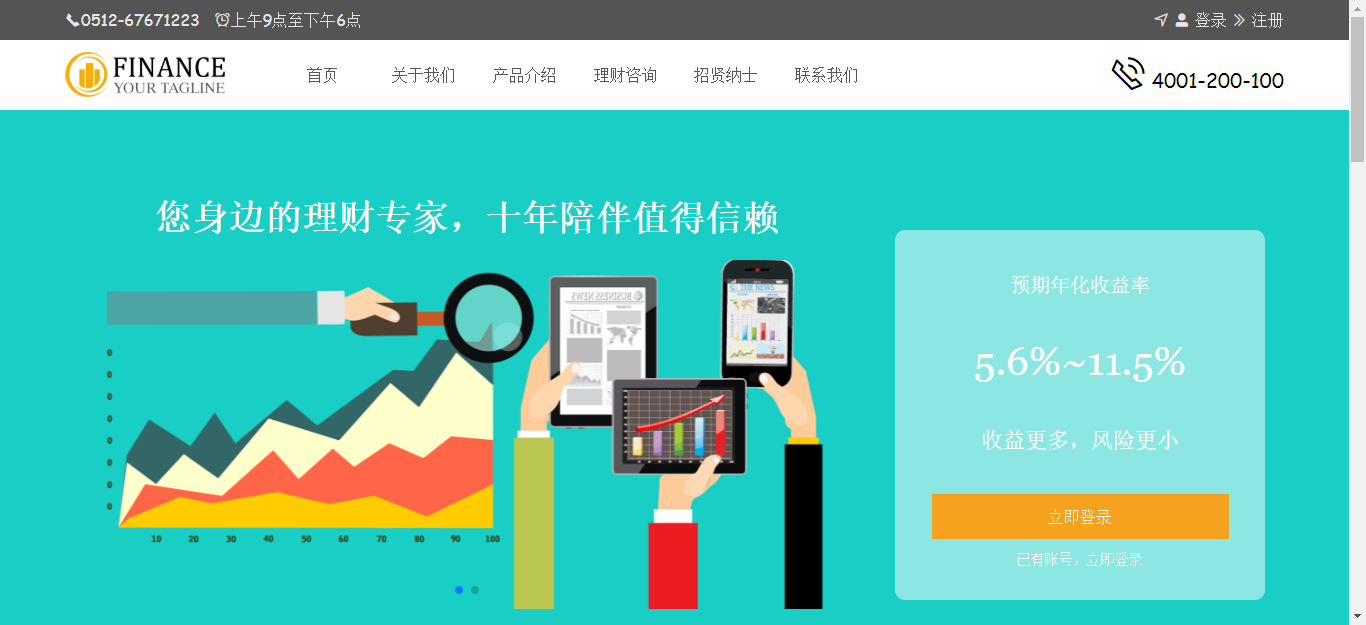 0512-67671223 上午9点至下午6点 登录 注册
FINANCE
YOUR TAGLINE
首页 关于我们 产品介绍 理财咨询 招贤纳士 联系我们 4001-200-100
您身边的理财专家，十年陪伴值得信赖
BUSINESS NEWS
THE NEWS
预期年化收益率
5.6%~11.5%
收益更多，风险更小
立即登录
已有账号，立即登录
0
0
0
0
0
0
0
0
10 20 30 40 50 60 70 80 90 100